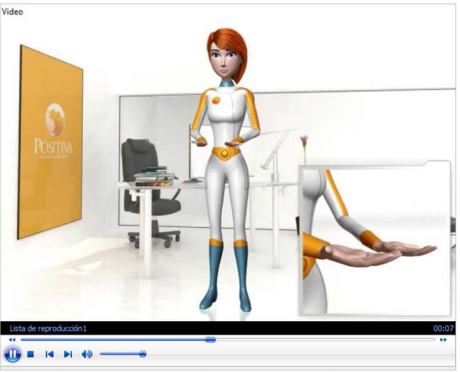 Video
POSITIVA
Lista de reproducción1
00:07